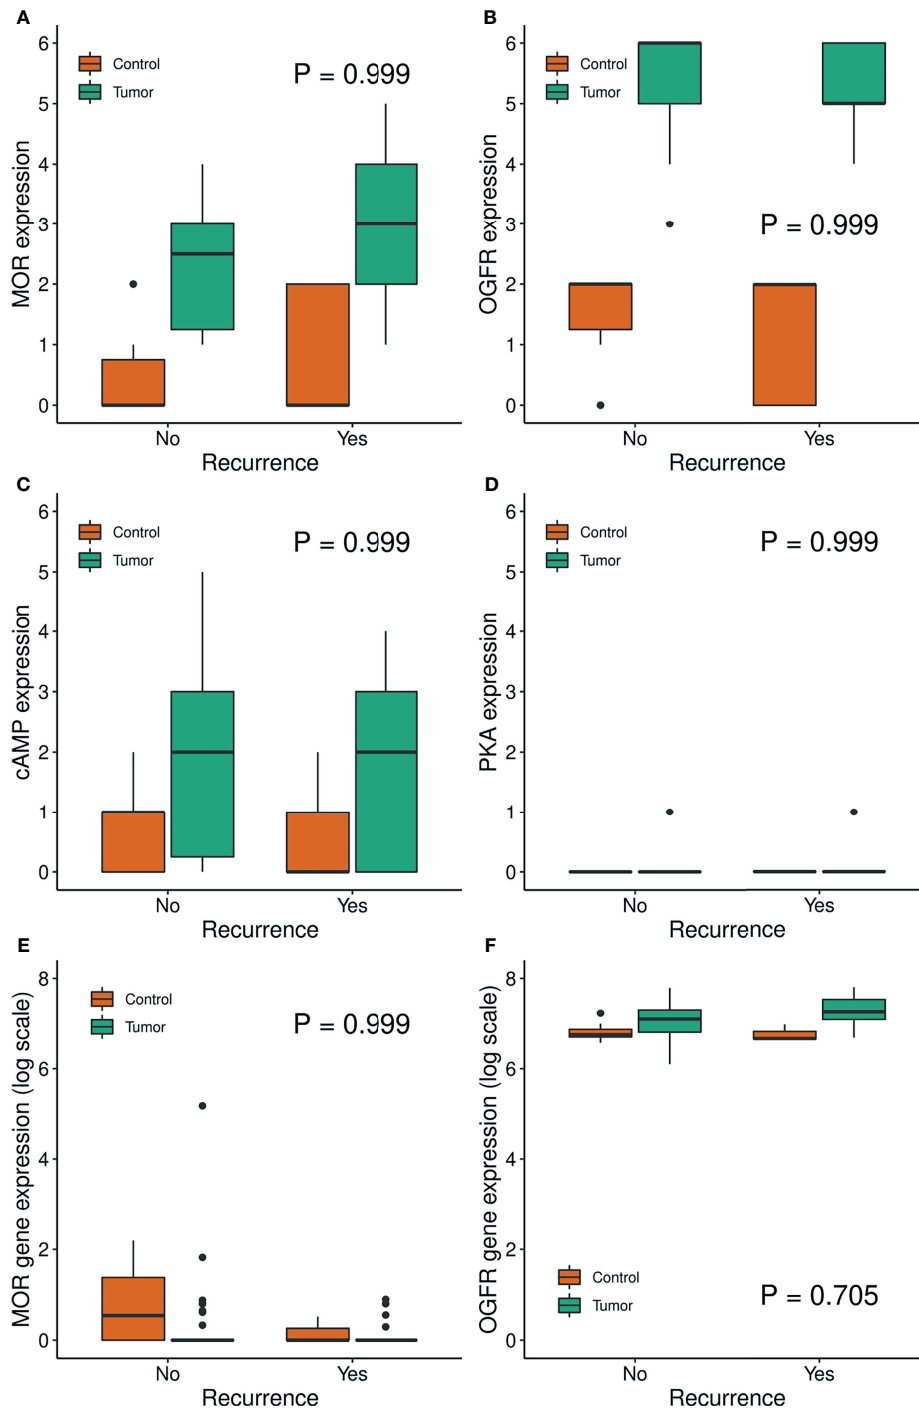 A
MOR expression
6
5
4
3
2
1
0
Control
Tumor
P = 0.999
No
Yes
Recurrence
B
OGFR expression
6
5
4
3
2
1
0
Control
Tumor
P = 0.999
No
Yes
Recurrence
C
cAMP expression
6
5
4
3
2
1
0
Control
Tumor
P = 0.999
No
Yes
Recurrence
D
PKA expression
6
5
4
3
2
1
0
Control
Tumor
P = 0.999
No
Yes
Recurrence
E
MOR gene expression (log scale)
8
6
4
2
0
Control
Tumor
P = 0.999
No
Yes
Recurrence
F
OGFR gene expression (log scale)
8
6
4
2
0
Control
Tumor
P = 0.705
No
Yes
Recurrence